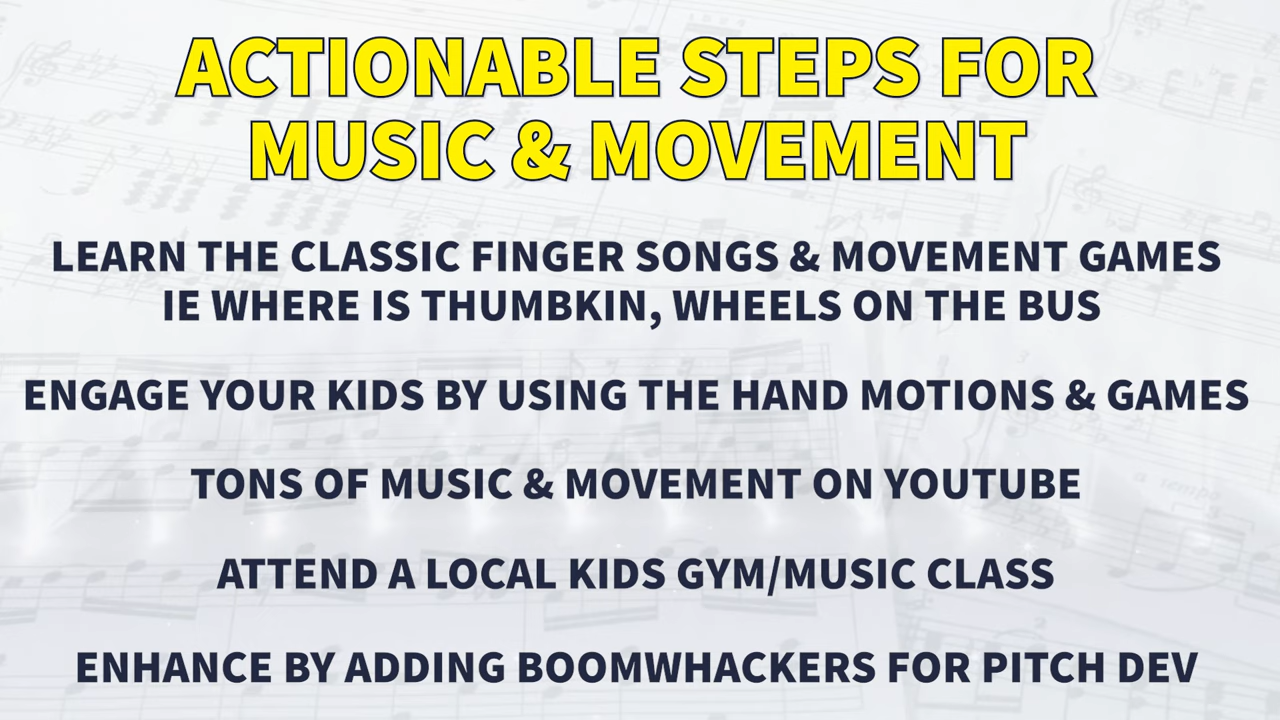 ACTIONABLE STEPS FOR
MUSIC & MOVEMENT
LEARN THE CLASSIC FINGER SONGS & MOVEMENT GAMES
IE WHERE IS THUMBKIN, WHEELS ON THE BUS
ENGAGE YOUR KIDS BY USING THE HAND MOTIONS & GAMES
TONS OF MUSIC & MOVEMENT ON YOUTUBE
a tempo
ATTEND A LOCAL KIDS GYM/MUSIC CLASS
ENHANCE BY ADDING BOOMWHACKERS FOR PITCH DEV